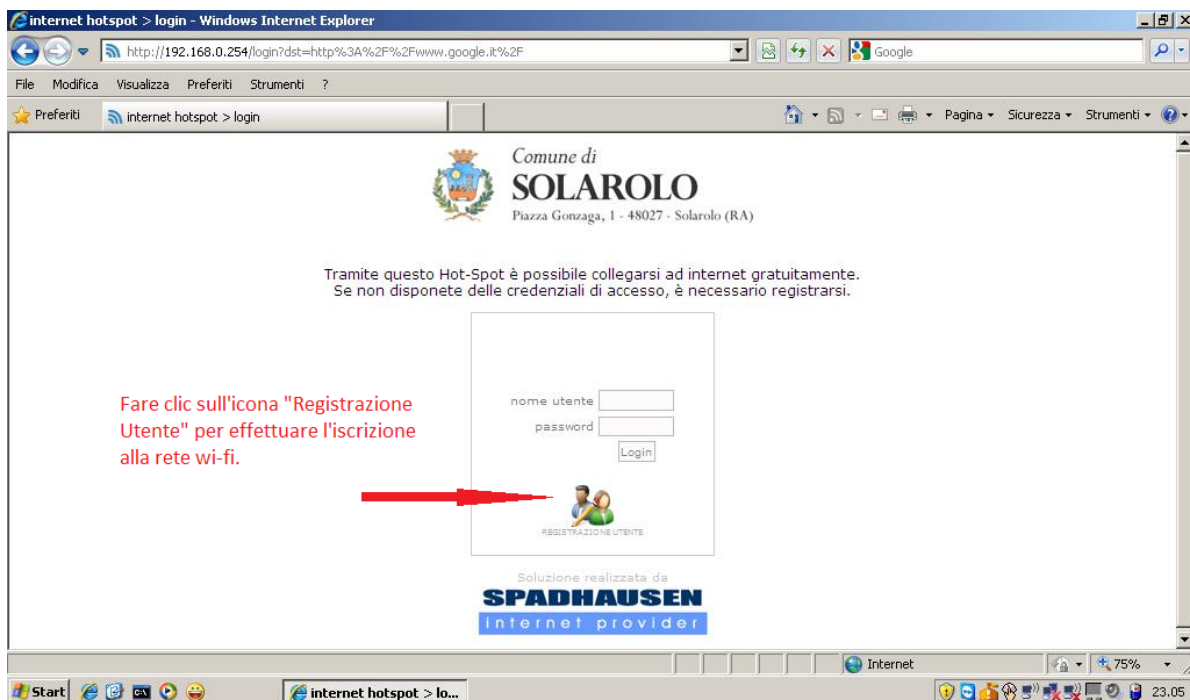 internet hotspot > login - Windows Internet Explorer
http://192.168.0.254/login?dst=http%3A%2F%2Fwww.google.it%2F
Google
File Modifica Visualizza Preferiti Strumenti ?
Preferiti
internet hotspot > login
Pagina Sicurezza Strumenti
Comune di
SOLAROLO
Piazza Gonzaga, 1 - 48027 - Solarolo (RA)
Tramite questo Hot-Spot è possibile collegarsi ad internet gratuitamente.
Se non disponete delle credenziali di accesso, è necessario registrarsi.
Fare clic sull'icona "Registrazione
Utente" per effettuare l'iscrizione
alla rete wi-fi.
nome utente
password
Login
REGISTRAZIONE UTENTE
Soluzione realizzata da
SPADHAUSEN
internet provider
Internet
75%
Start
internet hotspot > lo...
23.05